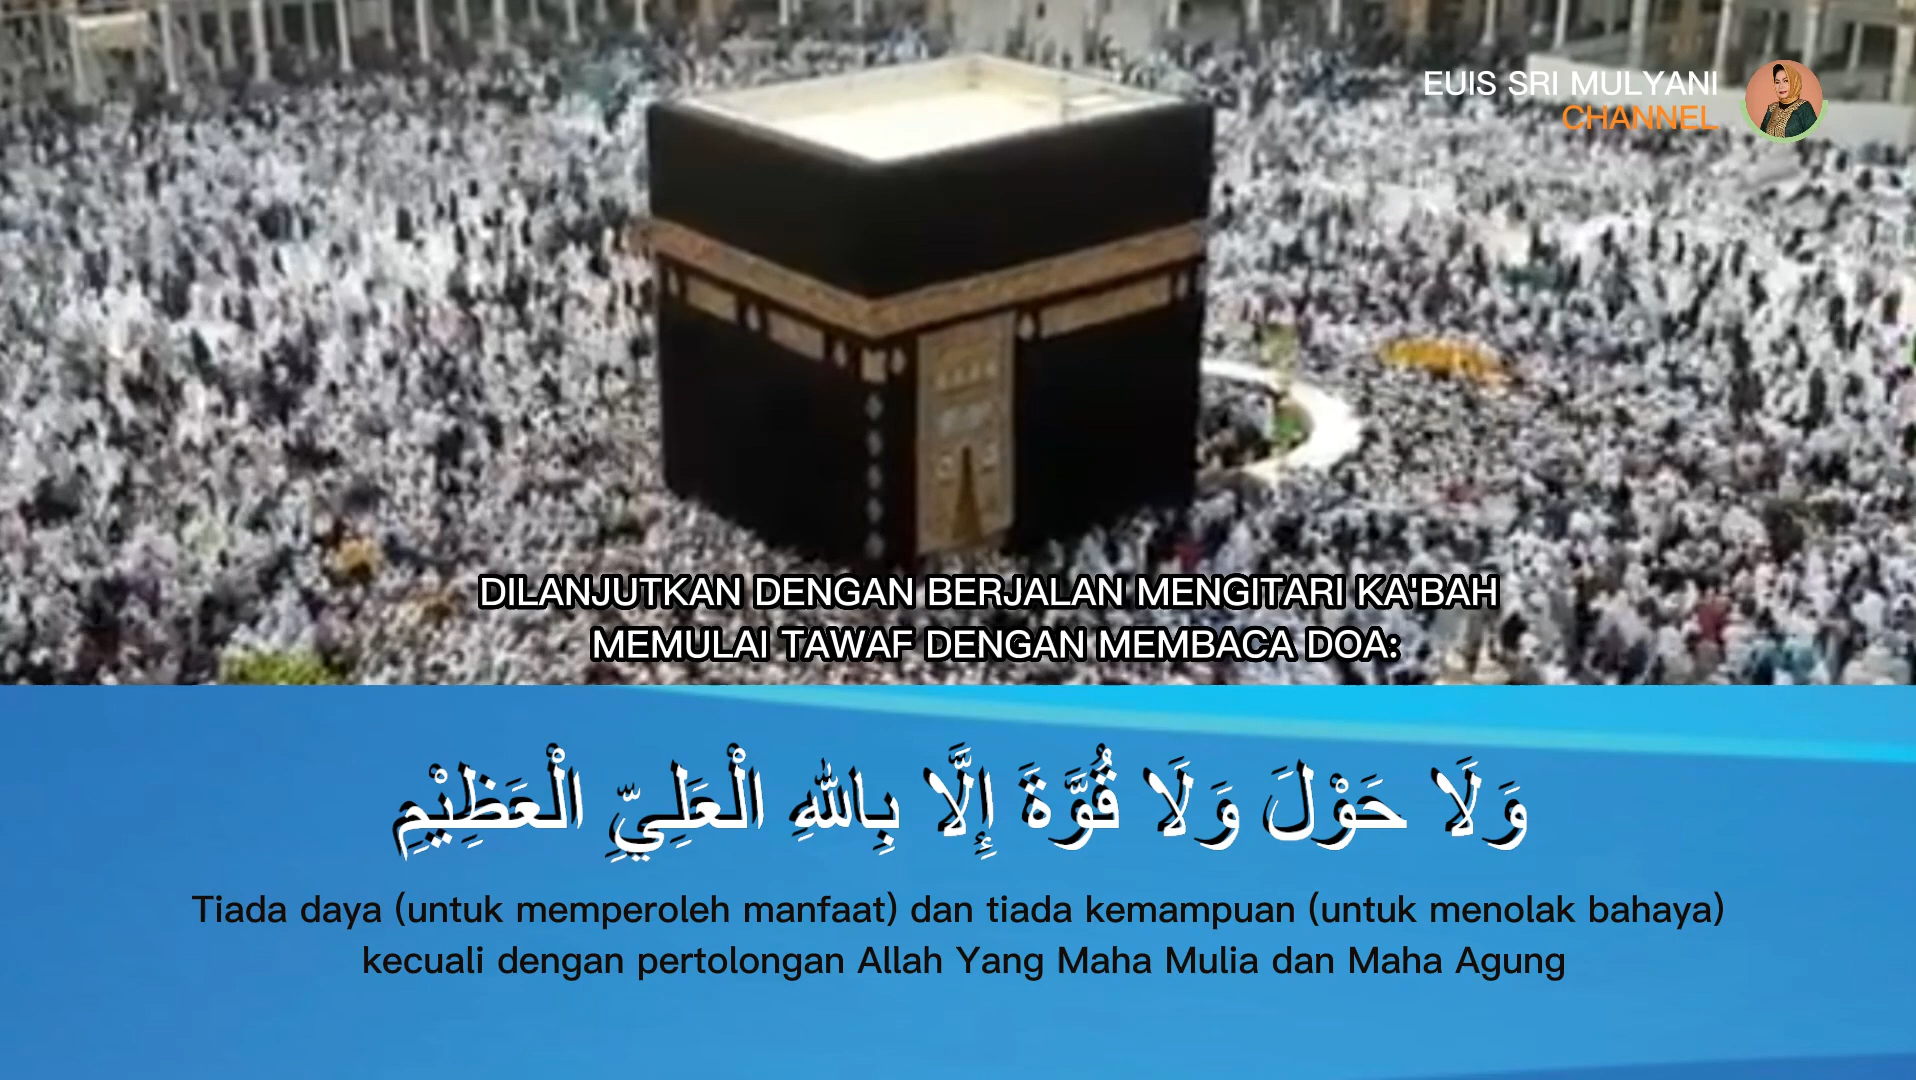 EUIS SRI MULYANI
CHANNEL
DILANJUTKAN DENGAN BERJALAN MENGITARI KA'BAH
MEMULAI TAWAF DENGAN MEMBACA DOA:
وَلَا حَوْلَ وَلَا قُوَّةَ إِلَّا بِاللهِ الْعَلِيِّ الْعَظِيْمِ
Tiada daya (untuk memperoleh manfaat) dan tiada kemampuan (untuk menolak bahaya)
kecuali dengan pertolongan Allah Yang Maha Mulia dan Maha Agung